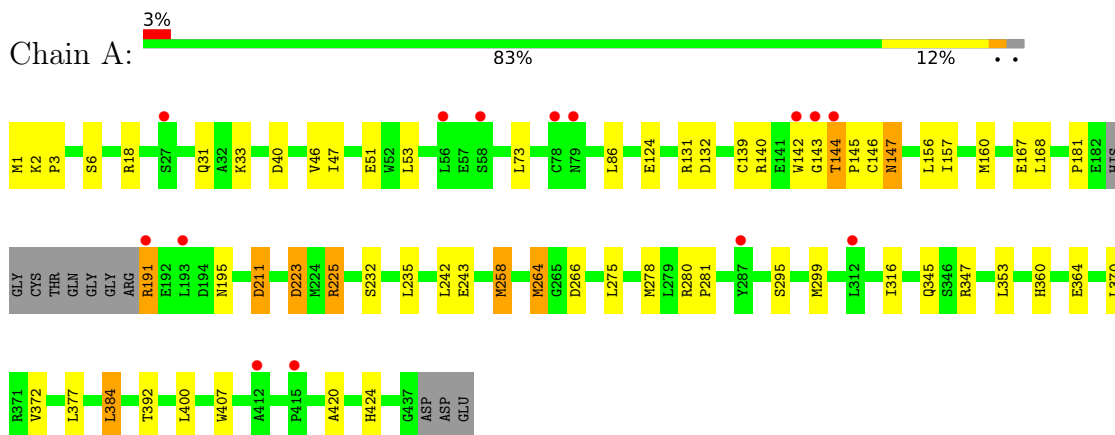 3%
Chain A:
83% 12% • •
M1 K2 P3 S6 R18 S27 Q31 A32 K33 D40 V46 I47 E51 W52 L53 L56 E57 S58 L73 C78 N79 L86 E124 R131 D132 C139 R140 E141 W142 G143 T144 P145 C146 N147 L156 I157 M160 E167 L168 P181 E182 HIS
GLY CYS THR GLN GLY GLY ARG R191 E192 L193 D194 N195 D211 D223 M224 R225 S232 L235 L242 E243 M258 M264 G265 D266 L275 M278 L279 R280 P281 Y287 S295 M299 L312 I316 Q345 S346 R347 L353 H360 E364 L370
R371 V372 L377 L384 T392 L400 W407 A412 P415 A420 H424 G437 ASP ASP GLU